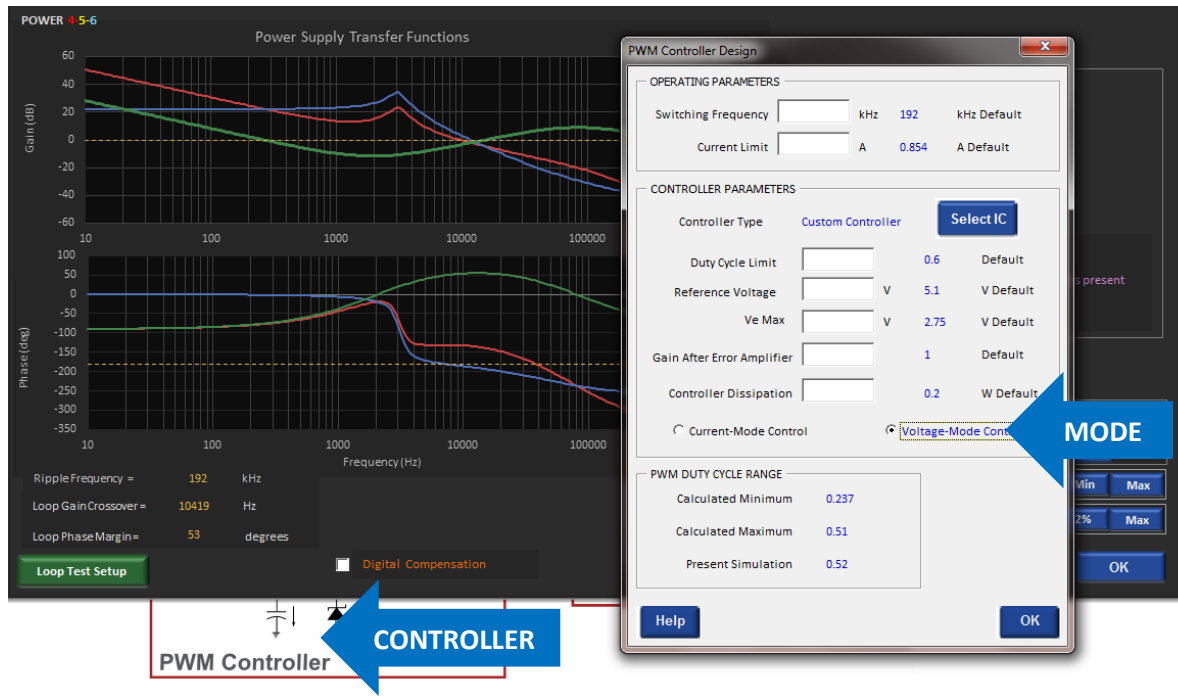 POWER 4-5-6
Power Supply Transfer Functions
Gain (dB)
60
40
20
0
-20
-40
-60
10 100 1000 10000 100000
Phase (deg)
100
50
0
-50
-100
-150
-200
-250
-300
-350
10 100 1000 10000 100000
Frequency (Hz)
Ripple Frequency = 192 kHz
Loop Gain Crossover = 10419 Hz
Loop Phase Margin = 53 degrees
Loop Test Setup
Digital Compensation
PWM Controller
CONTROLLER
PWM Controller Design
OPERATING PARAMETERS
Switching Frequency kHz 192 kHz Default
Current Limit A 0.854 A Default
CONTROLLER PARAMETERS
Controller Type Custom Controller Select IC
Duty Cycle Limit 0.6 Default
Reference Voltage V 5.1 V Default
Ve Max V 2.75 V Default
Gain After Error Amplifier 1 Default
Controller Dissipation 0.2 W Default
Current-Mode Control Voltage-Mode
MODE
PWM DUTY CYCLE RANGE
Calculated Minimum 0.237
Calculated Maximum 0.51
Present Simulation 0.52
Help OK
present
Min Max
2% Max
OK